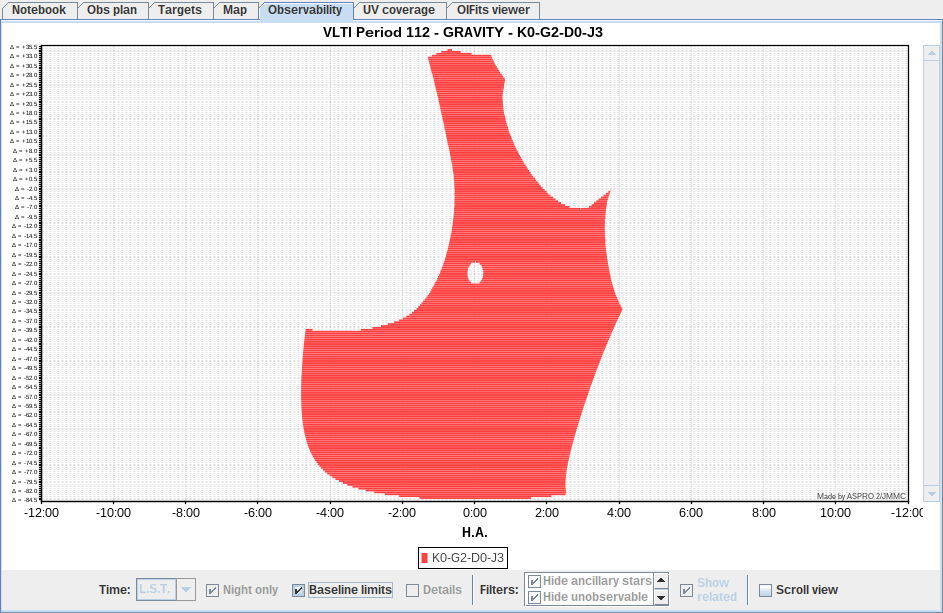 Notebook Obs plan Targets Map Observability UV coverage OIFits viewer
VLTI Period 112 - GRAVITY - K0-G2-D0-J3
Δ = +35.5
Δ = +33.0
Δ = +30.5
Δ = +28.0
Δ = +25.5
Δ = +23.0
Δ = +20.5
Δ = +18.0
Δ = +15.5
Δ = +13.0
Δ = +10.5
Δ = +8.0
Δ = +5.5
Δ = +3.0
Δ = +0.5
Δ = -2.0
Δ = -4.5
Δ = -7.0
Δ = -9.5
Δ = -12.0
Δ = -14.5
Δ = -17.0
Δ = -19.5
Δ = -22.0
Δ = -24.5
Δ = -27.0
Δ = -29.5
Δ = -32.0
Δ = -34.5
Δ = -37.0
Δ = -39.5
Δ = -42.0
Δ = -44.5
Δ = -47.0
Δ = -49.5
Δ = -52.0
Δ = -54.5
Δ = -57.0
Δ = -59.5
Δ = -62.0
Δ = -64.5
Δ = -67.0
Δ = -69.5
Δ = -72.0
Δ = -74.5
Δ = -77.0
Δ = -79.5
Δ = -82.0
Δ = -84.5
Made by ASPRO 2/JMMC
-12:00 -10:00 -8:00 -6:00 -4:00 -2:00 0:00 2:00 4:00 6:00 8:00 10:00 -12:00
H.A.
K0-G2-D0-J3
Time: L.S.T. Night only Baseline limits Details Filters: Hide ancillary stars Show related Scroll view
Hide unobservable